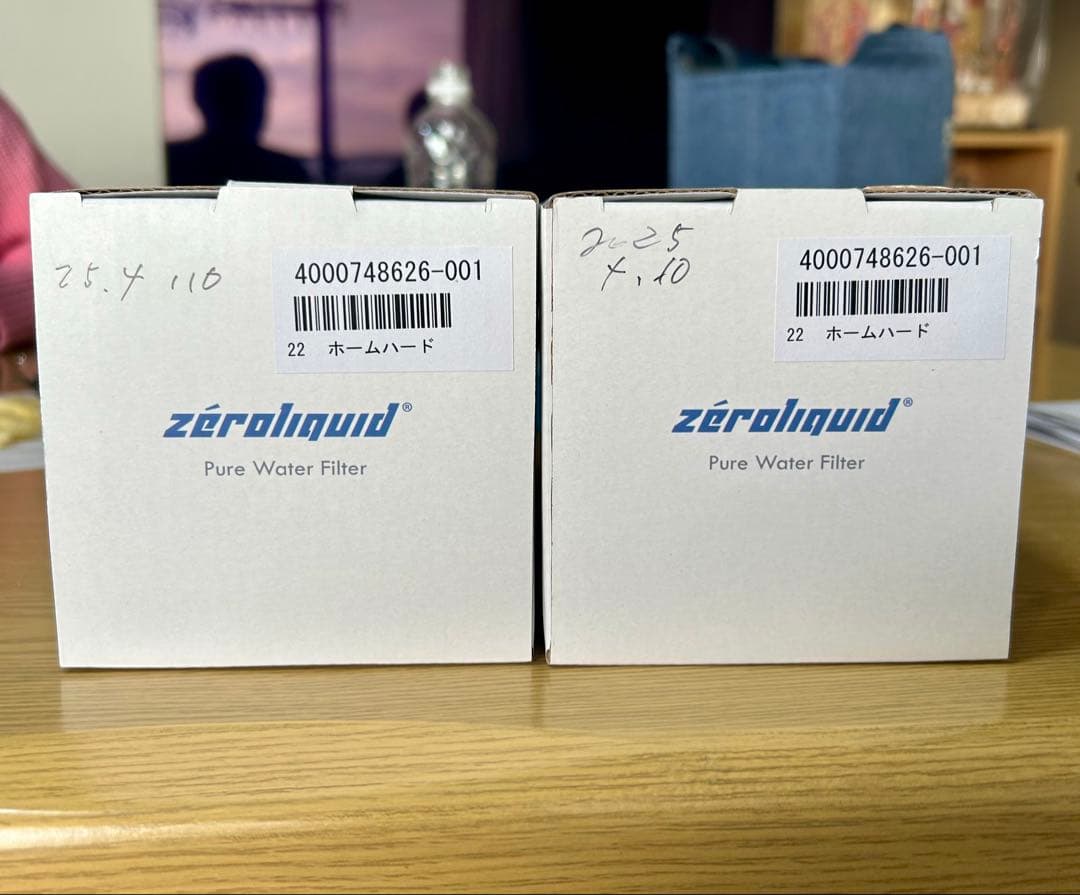 25.4.10
4000748626-001
22 ホームハード
zéroliquid®
Pure Water Filter
2025
4.10
4000748626-001
22 ホームハード
zéroliquid®
Pure Water Filter